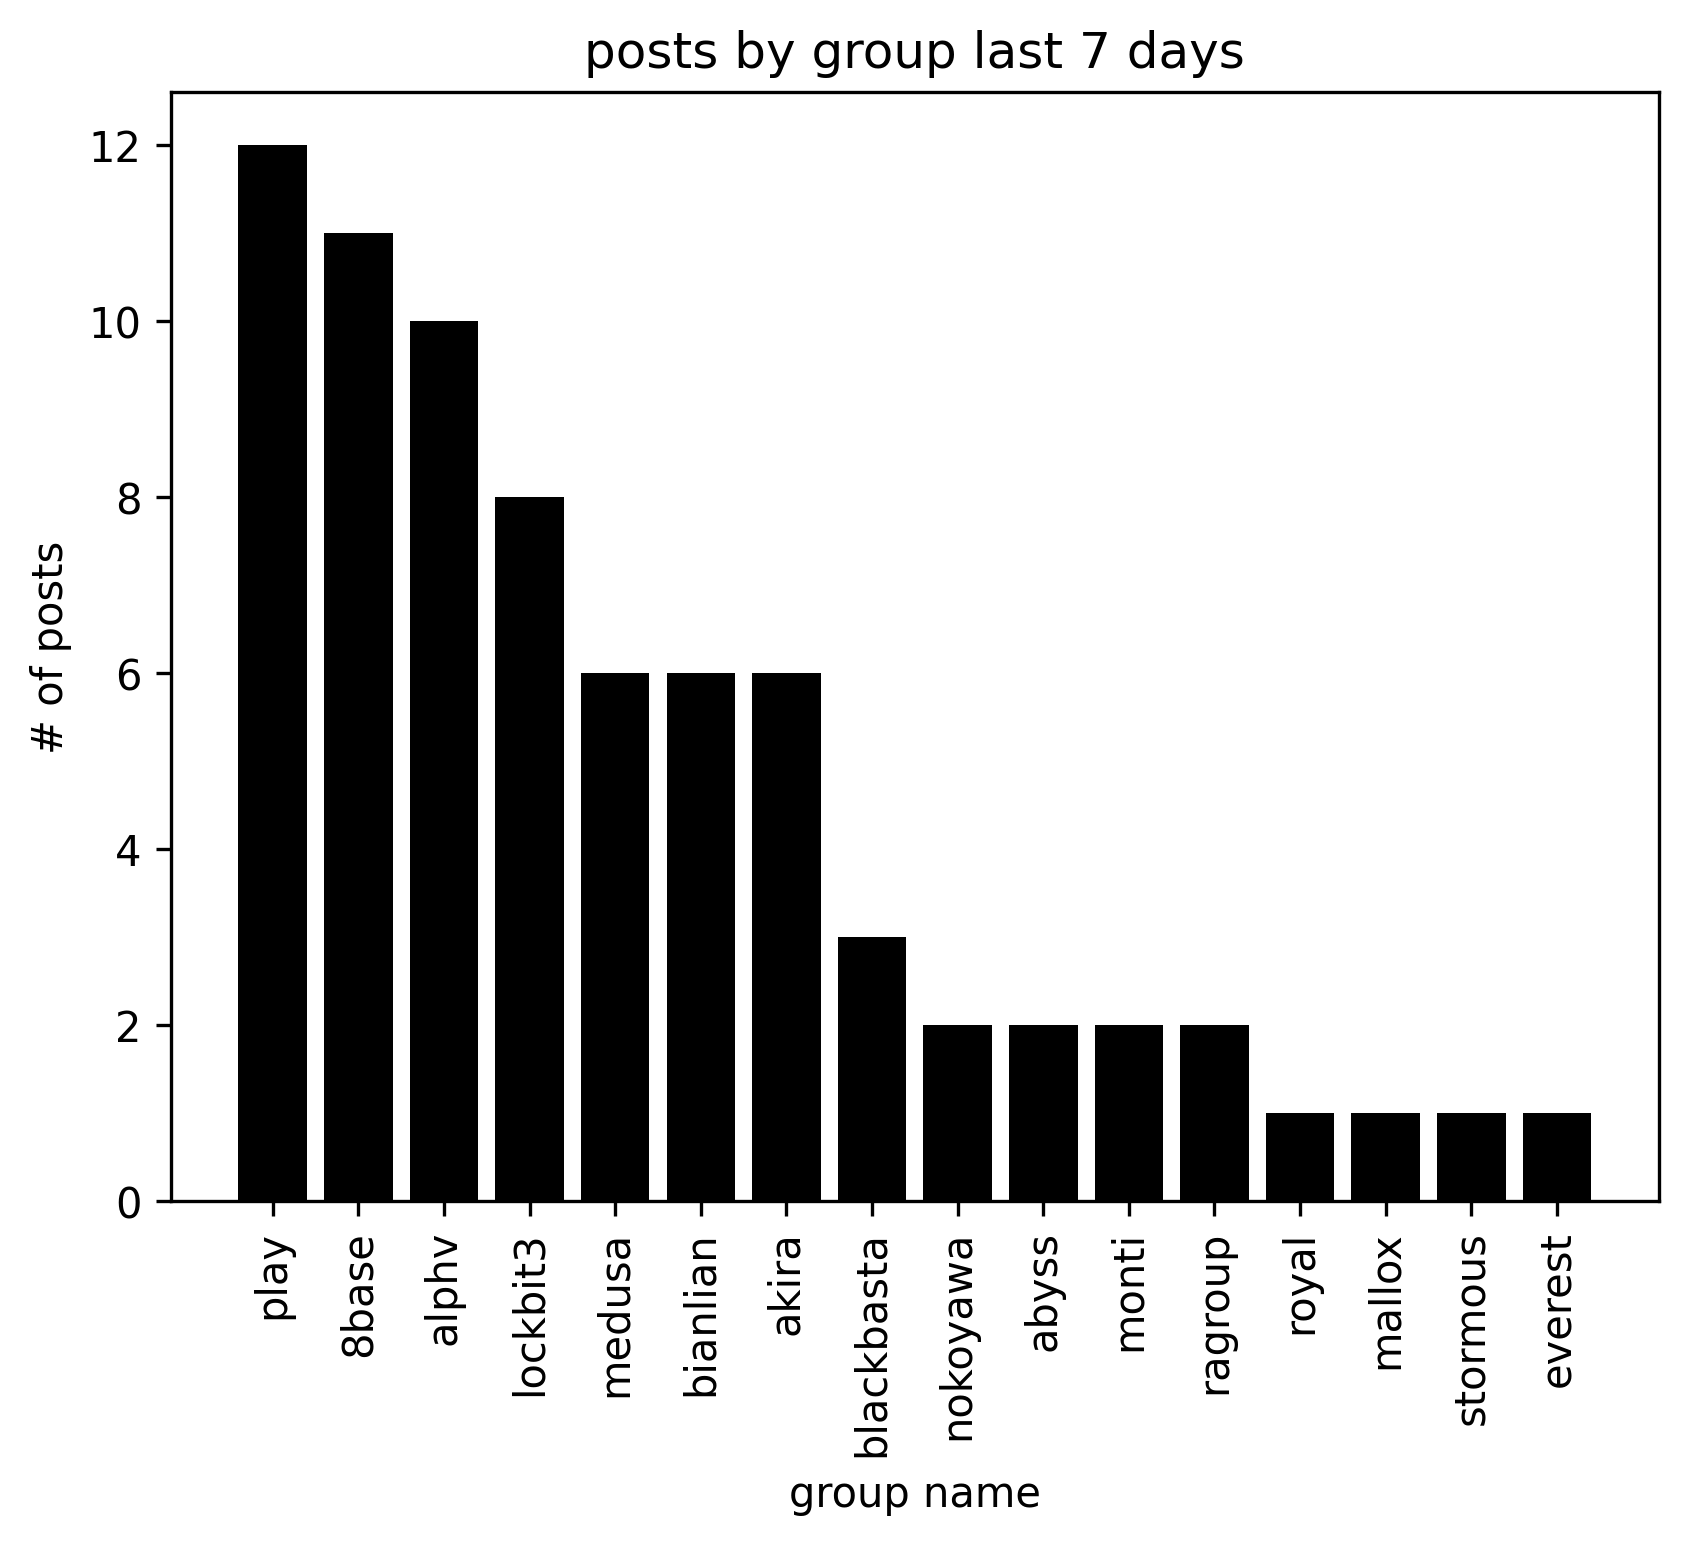 posts by group last 7 days
12
10
8
6
4
2
0
# of posts
play
8base
alphv
lockbit3
medusa
bianlian
akira
blackbasta
nokoyawa
abyss
monti
ragroup
royal
mallox
stormous
everest
group name